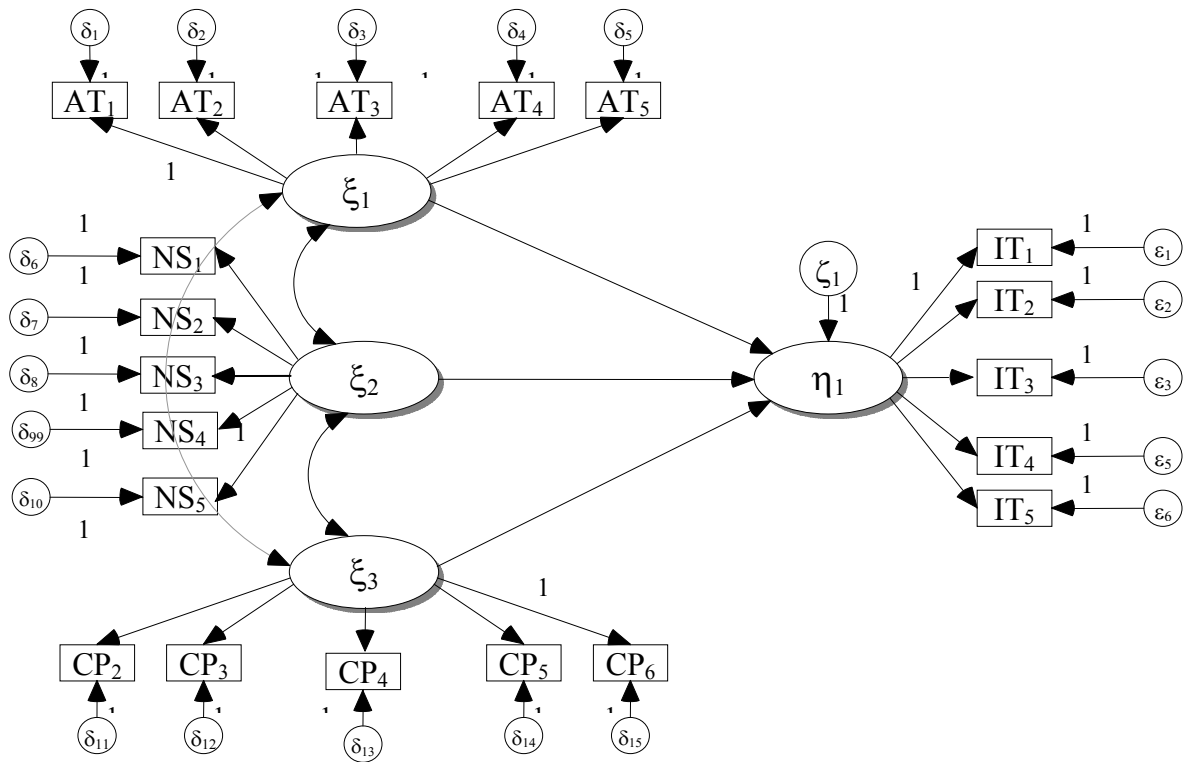 δ1 δ2 δ3 δ4 δ5
AT1 AT2 AT3 AT4 AT5
1
ξ1
1
δ6 NS1
1
δ7 NS2
1
δ8 NS3
1
δ99 NS4 1
1
δ10 NS5
1
ξ2
ζ1
1
η1
1
IT1 1 ε1
IT2 1 ε2
IT3 1 ε3
IT4 1 ε5
IT5 1 ε6
ξ3
1
CP2 CP3 CP4 CP5 CP6
δ11 δ12 δ13 δ14 δ15